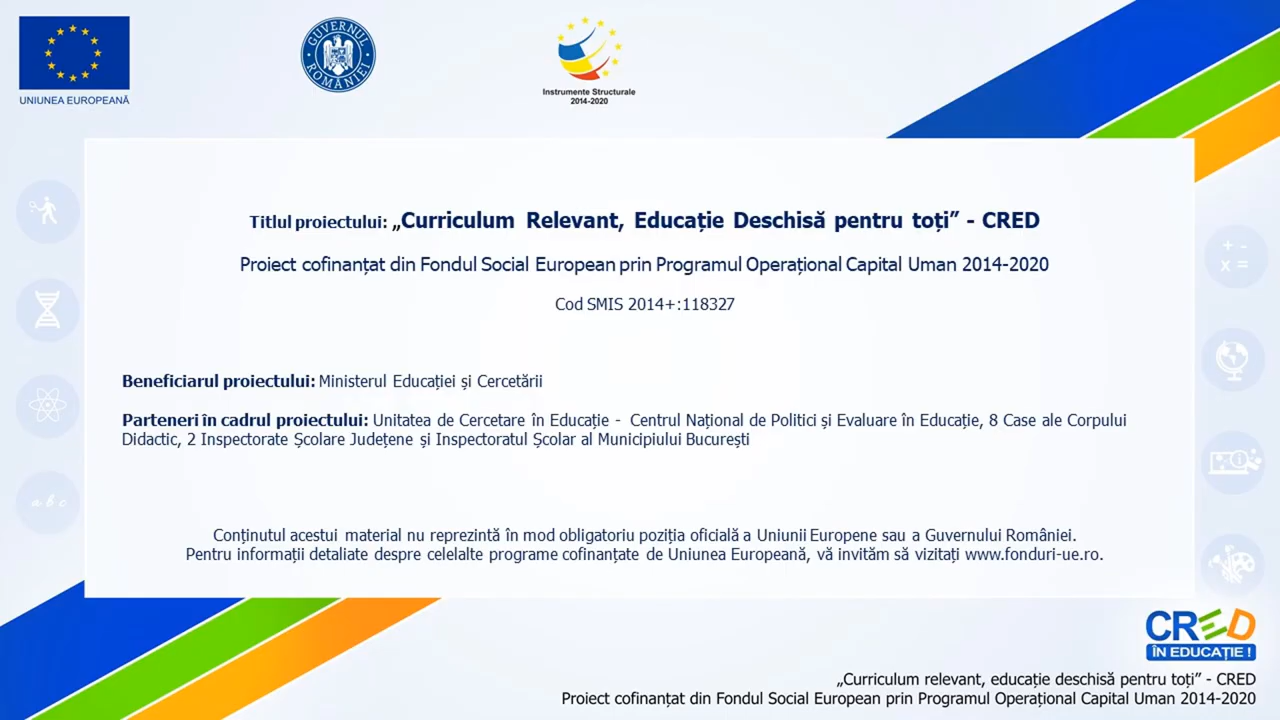 UNIUNEA EUROPEANĂ
GUVERNUL ROMÂNIEI
Instrumente Structurale
2014-2020
Titlul proiectului: „Curriculum Relevant, Educație Deschisă pentru toți” - CRED
Proiect cofinanțat din Fondul Social European prin Programul Operațional Capital Uman 2014-2020
Cod SMIS 2014+:118327
Beneficiarul proiectului: Ministerul Educației și Cercetării
Parteneri în cadrul proiectului: Unitatea de Cercetare în Educație - Centrul Național de Politici și Evaluare în Educație, 8 Case ale Corpului
Didactic, 2 Inspectorate Școlare Județene și Inspectoratul Școlar al Municipiului București
Conținutul acestui material nu reprezintă în mod obligatoriu poziția oficială a Uniunii Europene sau a Guvernului României.
Pentru informații detaliate despre celelalte programe cofinanțate de Uniunea Europeană, vă invităm să vizitați www.fonduri-ue.ro.
+ -
x =
a b c
CRED
ÎN EDUCAȚIE !
„Curriculum relevant, educație deschisă pentru toți” - CRED
Proiect cofinanțat din Fondul Social European prin Programul Operațional Capital Uman 2014-2020